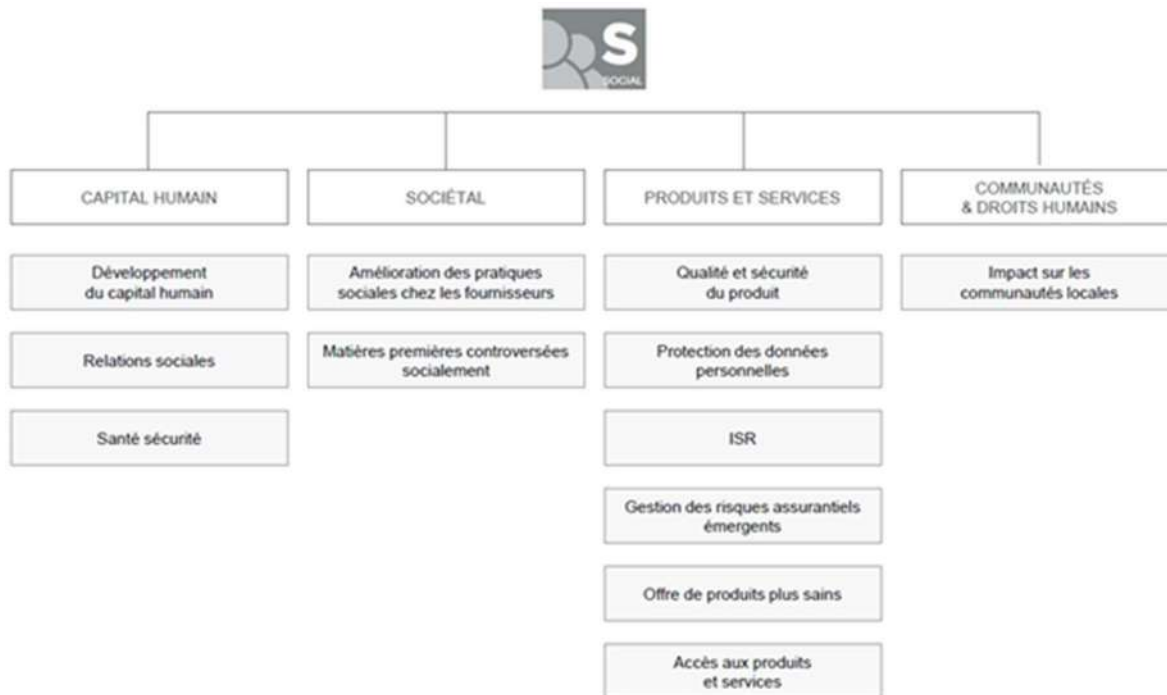 S
SOCIAL
CAPITAL HUMAIN
Développement
du capital humain
Relations sociales
Santé sécurité
SOCIÉTAL
Amélioration des pratiques
sociales chez les fournisseurs
Matières premières controversées
socialement
PRODUITS ET SERVICES
Qualité et sécurité
du produit
Protection des données
personnelles
ISR
Gestion des risques assurantiels
émergents
Offre de produits plus sains
Accès aux produits
et services
COMMUNAUTÉS
& DROITS HUMAINS
Impact sur les
communautés locales